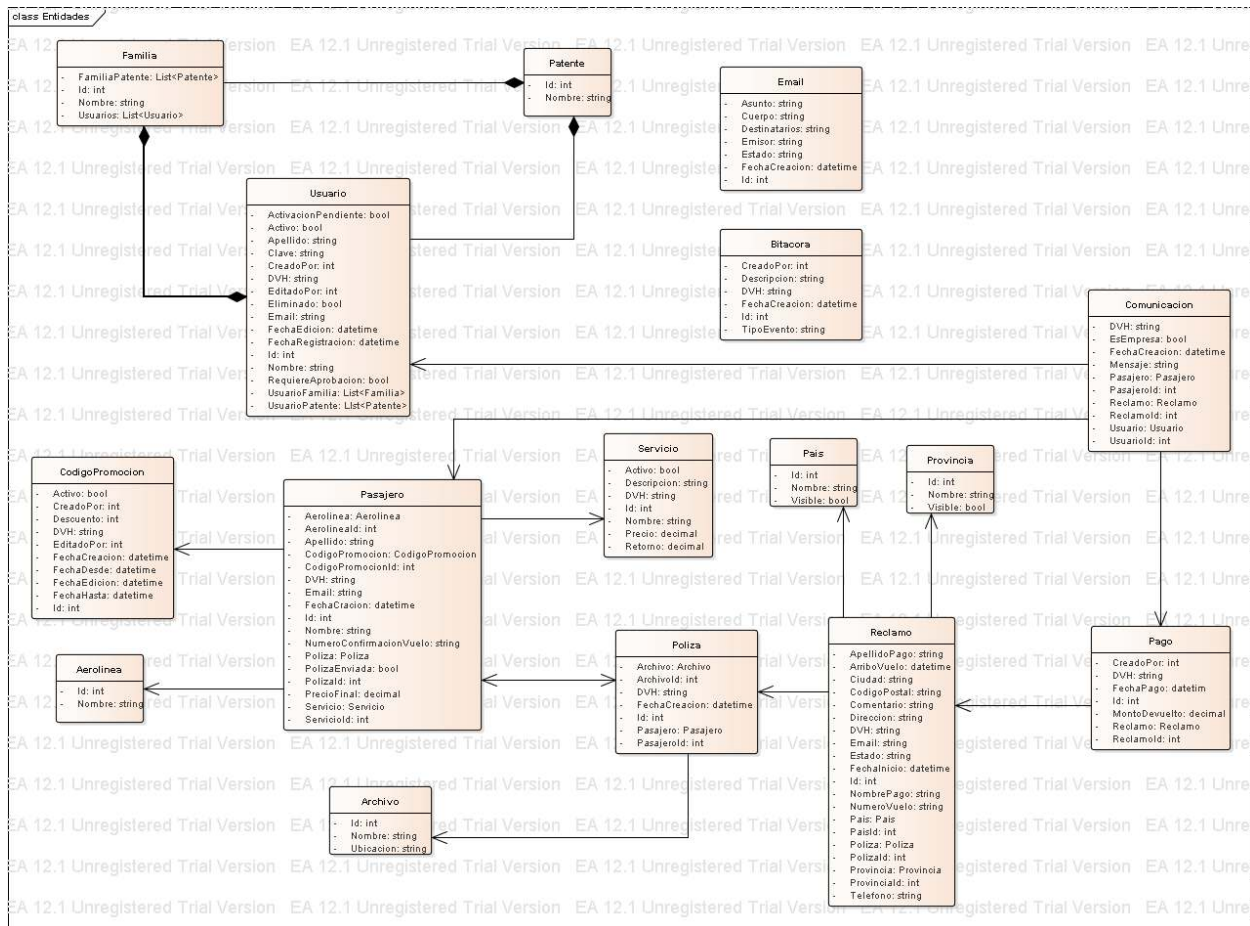 class Entidades
Familia
- FamiliaPatente: List<Patente>
- Id: int
- Nombre: string
- Usuarios: List<Usuario>
Patente
- Id: int
- Nombre: string
Email
- Asunto: string
- Cuerpo: string
- Destinatarios: string
- Emisor: string
- Estado: string
- FechaCreacion: datetime
- Id: int
Usuario
- ActivacionPendiente: bool
- Activo: bool
- Apellido: string
- Clave: string
- CreadoPor: int
- DVH: string
- EditadoPor: int
- Eliminado: bool
- Email: string
- FechaEdicion: datetime
- FechaRegistracion: datetime
- Id: int
- Nombre: string
- RequiereAprobacion: bool
- UsuarioFamilia: List<Familia>
- UsuarioPatente: LIst<Patente>
Bitacora
- CreadoPor: int
- Descripcion: string
- DVH: string
- FechaCreacion: datetime
- Id: int
- TipoEvento: string
Comunicacion
- DVH: string
- EsEmpresa: bool
- FechaCreacion: datetime
- Mensaje: string
- Pasajero: Pasajero
- PasajeroId: int
- Reclamo: Reclamo
- ReclamoId: int
- Usuario: Usuario
- UsuarioId: int
CodigoPromocion
- Activo: bool
- CreadoPor: int
- Descuento: int
- DVH: string
- EditadoPor: int
- FechaCreacion: datetime
- FechaDesde: datetime
- FechaEdicion: datetime
- FechaHasta: datetime
- Id: int
Pasajero
- Aerolinea: Aerolinea
- AerolineaId: int
- Apellido: string
- CodigoPromocion: CodigoPromocion
- CodigoPromocionId: int
- DVH: string
- Email: string
- FechaCracion: datetime
- Id: int
- Nombre: string
- NumeroConfirmacionVuelo: string
- Poliza: Poliza
- PolizaEnviada: bool
- PolizaId: int
- PrecioFinal: decimal
- Servicio: Servicio
- ServicioId: int
Servicio
- Activo: bool
- Descripcion: string
- DVH: string
- Id: int
- Nombre: string
- Precio: decimal
- Retorno: decimal
Pais
- Id: int
- Nombre: string
- Visible: bool
Provincia
- Id: int
- Nombre: string
- Visible: bool
Aerolinea
- Id: int
- Nombre: string
Poliza
- Archivo: Archivo
- ArchivoId: int
- DVH: string
- FechaCreacion: datetime
- Id: int
- Pasajero: Pasajero
- PasajeroId: int
Reclamo
- ApellidoPago: string
- ArriboVuelo: datetime
- Ciudad: string
- CodigoPostal: string
- Comentario: string
- Direccion: string
- DVH: string
- Email: string
- Estado: string
- FechaInicio: datetime
- Id: int
- NombrePago: string
- NumeroVuelo: string
- Pais: Pais
- PaisId: int
- Poliza: Poliza
- PolizaId: int
- Provincia: Provincia
- ProvinciaId: int
- Telefono: string
Pago
- CreadoPor: int
- DVH: string
- FechaPago: datetim
- Id: int
- MontoDevuelto: decimal
- Reclamo: Reclamo
- ReclamoId: int
Archivo
- Id: int
- Nombre: string
- Ubicacion: string
EA 12.1 Unregistered Trial Version